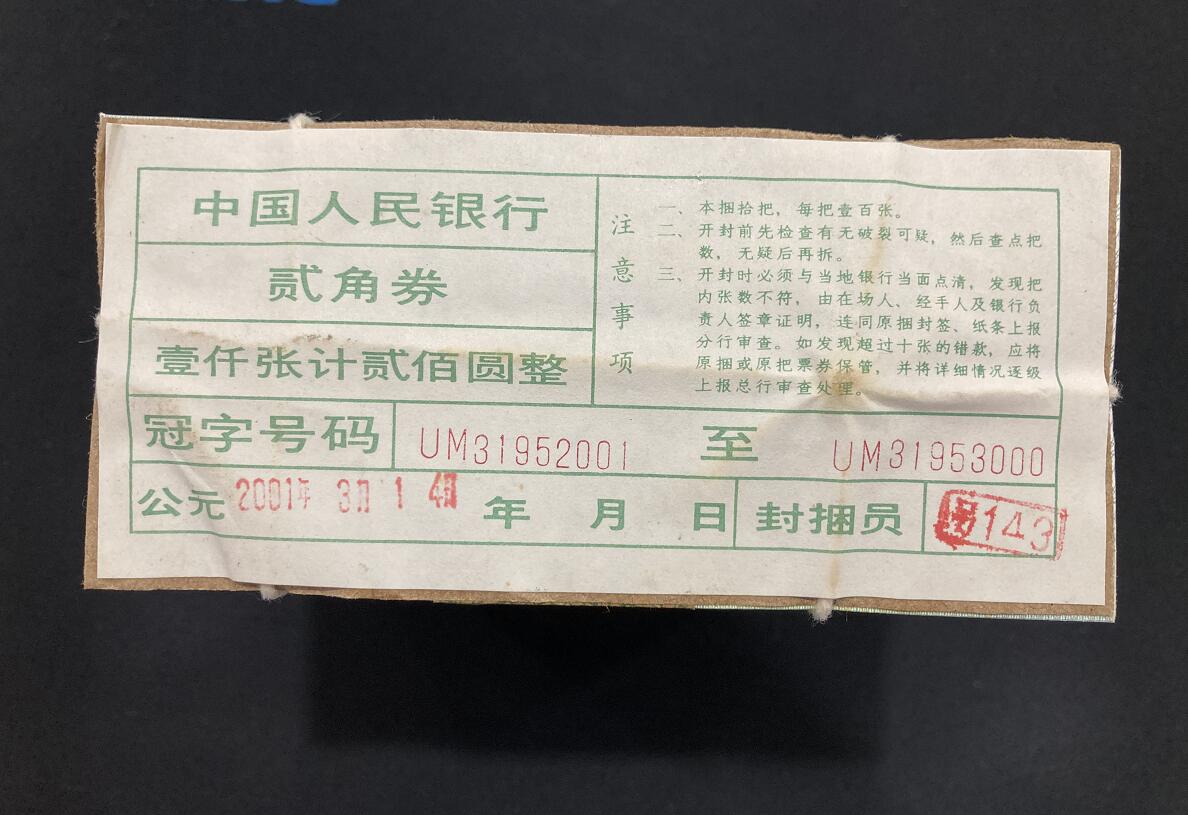 中国人民银行
贰角券
壹仟张计贰佰圆整
注意事项
一、本捆拾把，每把壹百张。
二、开封前先检查有无破裂可疑，然后查点把
数，无疑后再拆。
三、开封时必须与当地银行当面点清，发现把
内张数不符，由在场人、经手人及银行负
责人签章证明，连同原捆封签、纸条上报
分行审查。如发现超过十张的错款，应将
原捆或原把票券保管，并将详细情况逐级
上报总行审查处理。
冠字号码 UM31952001 至 UM31953000
公元 2001年 3月 14日 年 月 日 封捆员 号143